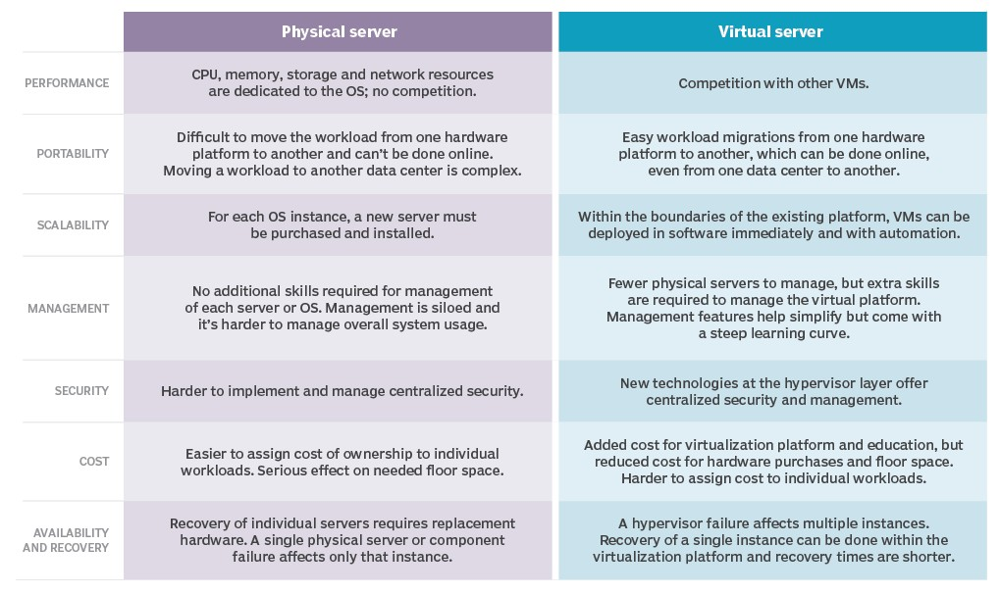 Physical server
Virtual server
PERFORMANCE
CPU, memory, storage and network resources
are dedicated to the OS; no competition.
Competition with other VMs.
PORTABILITY
Difficult to move the workload from one hardware
platform to another and can't be done online.
Moving a workload to another data center is complex.
Easy workload migrations from one hardware
platform to another, which can be done online,
even from one data center to another.
SCALABILITY
For each OS instance, a new server must
be purchased and installed.
Within the boundaries of the existing platform, VMs can be
deployed in software immediately and with automation.
MANAGEMENT
No additional skills required for management
of each server or OS. Management is siloed and
it's harder to manage overall system usage.
Fewer physical servers to manage, but extra skills
are required to manage the virtual platform.
Management features help simplify but come with
a steep learning curve.
SECURITY
Harder to implement and manage centralized security.
New technologies at the hypervisor layer offer
centralized security and management.
COST
Easier to assign cost of ownership to individual
workloads. Serious effect on needed floor space.
Added cost for virtualization platform and education, but
reduced cost for hardware purchases and floor space.
Harder to assign cost to individual workloads.
AVAILABILITY
AND RECOVERY
Recovery of individual servers requires replacement
hardware. A single physical server or component
failure affects only that instance.
A hypervisor failure affects multiple instances.
Recovery of a single instance can be done within the
virtualization platform and recovery times are shorter.